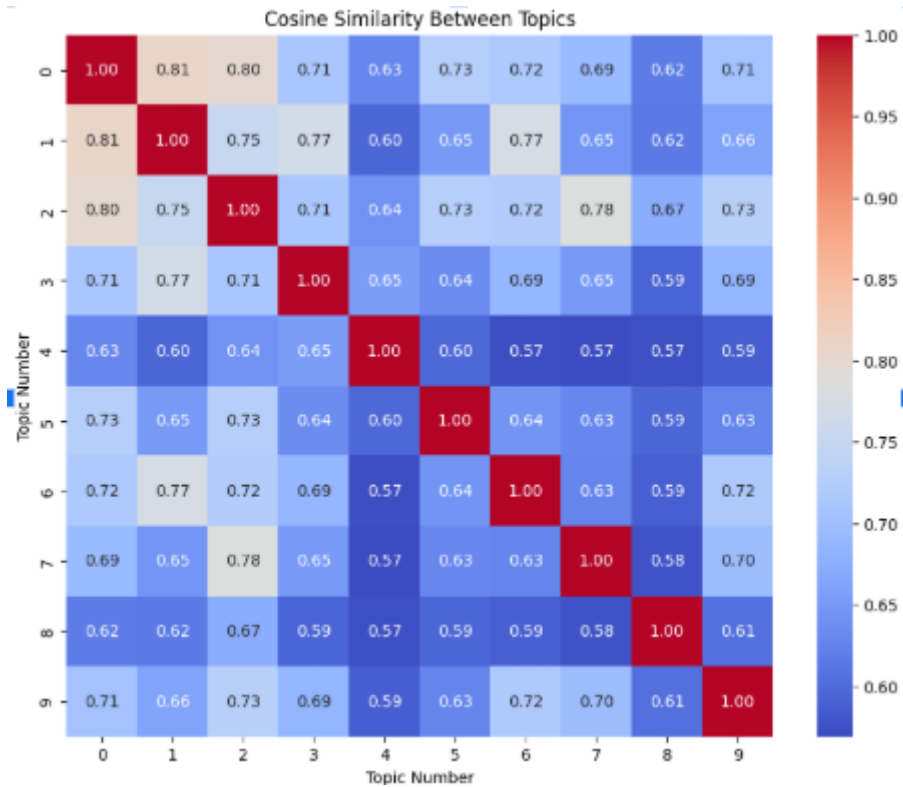 Cosine Similarity Between Topics
0 1.00 0.81 0.80 0.71 0.63 0.73 0.72 0.69 0.62 0.71
1 0.81 1.00 0.75 0.77 0.60 0.65 0.77 0.65 0.62 0.66
2 0.80 0.75 1.00 0.71 0.64 0.73 0.72 0.78 0.67 0.73
3 0.71 0.77 0.71 1.00 0.65 0.64 0.69 0.65 0.59 0.69
4 0.63 0.60 0.64 0.65 1.00 0.60 0.57 0.57 0.57 0.59
5 0.73 0.65 0.73 0.64 0.60 1.00 0.64 0.63 0.59 0.63
6 0.72 0.77 0.72 0.69 0.57 0.64 1.00 0.63 0.59 0.72
7 0.69 0.65 0.78 0.65 0.57 0.63 0.63 1.00 0.58 0.70
8 0.62 0.62 0.67 0.59 0.57 0.59 0.59 0.58 1.00 0.61
9 0.71 0.66 0.73 0.69 0.59 0.63 0.72 0.70 0.61 1.00
0 1 2 3 4 5 6 7 8 9
Topic Number
Topic Number
1.00
0.95
0.90
0.85
0.80
0.75
0.70
0.65
0.60